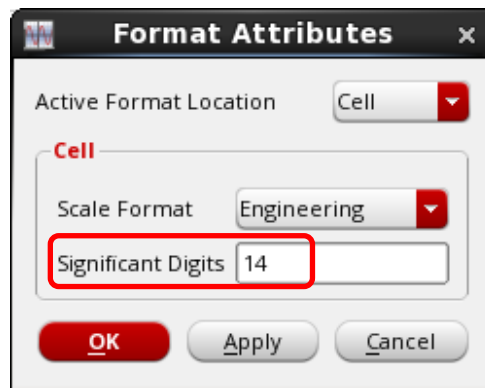 Format Attributes
Active Format Location Cell
Cell
Scale Format Engineering
Significant Digits 14
OK Apply Cancel